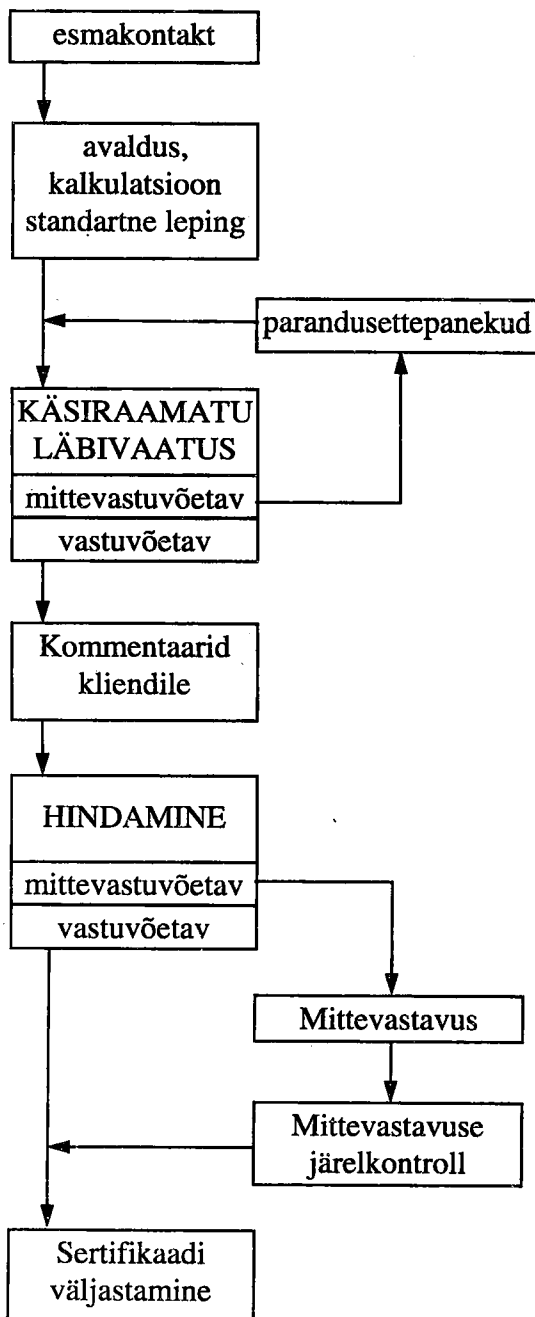 esmakontakt
avaldus,
kalkulatsioon
standartne leping
parandusettepanekud
KÄSIRAAMATU
LÄBIVAATUS
mittevastuvõetav
vastuvõetav
Kommentaarid
kliendile
HINDAMINE
mittevastuvõetav
vastuvõetav
Mittevastavus
Mittevastavuse
järelkontroll
Sertifikaadi
väljastamine